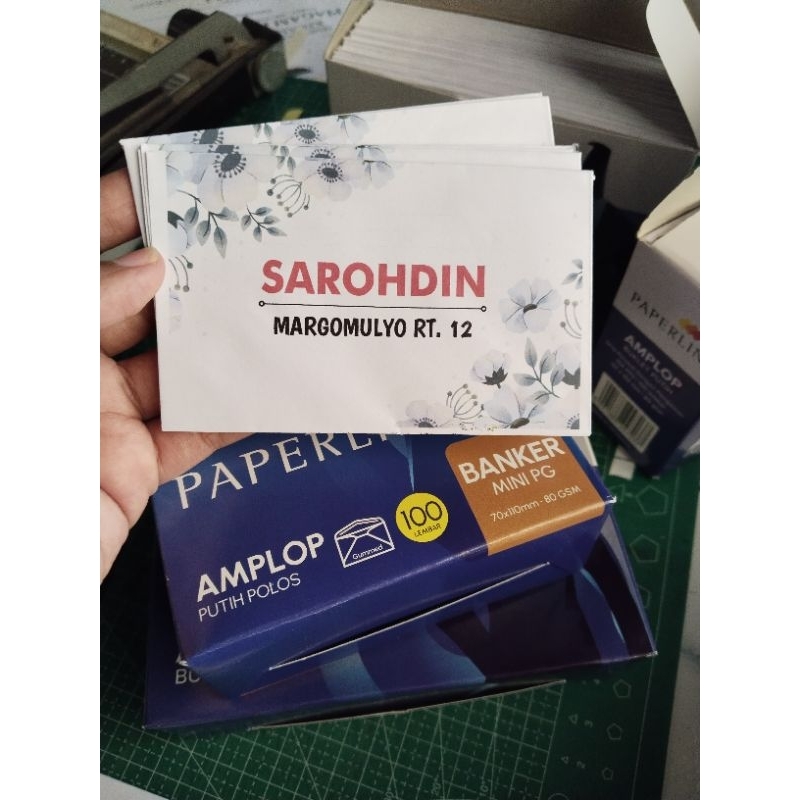 SAROHDIN
MARGOMULYO RT. 12
PAPERLI
BANKER
MINI PG
70x110mm - 80 GSM
100
LEMBAR
Gummed
AMPLOP
PUTIH POLOS
BU
PAPERLIN
AMPLOP